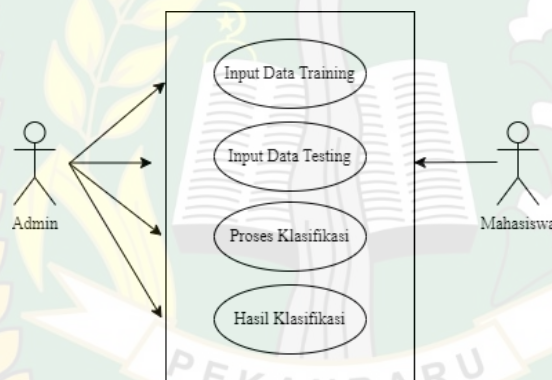 Input Data Training
Input Data Testing
Admin
Mahasiswa
Proses Klasifikasi
Hasil Klasifikasi
PEKANBARU